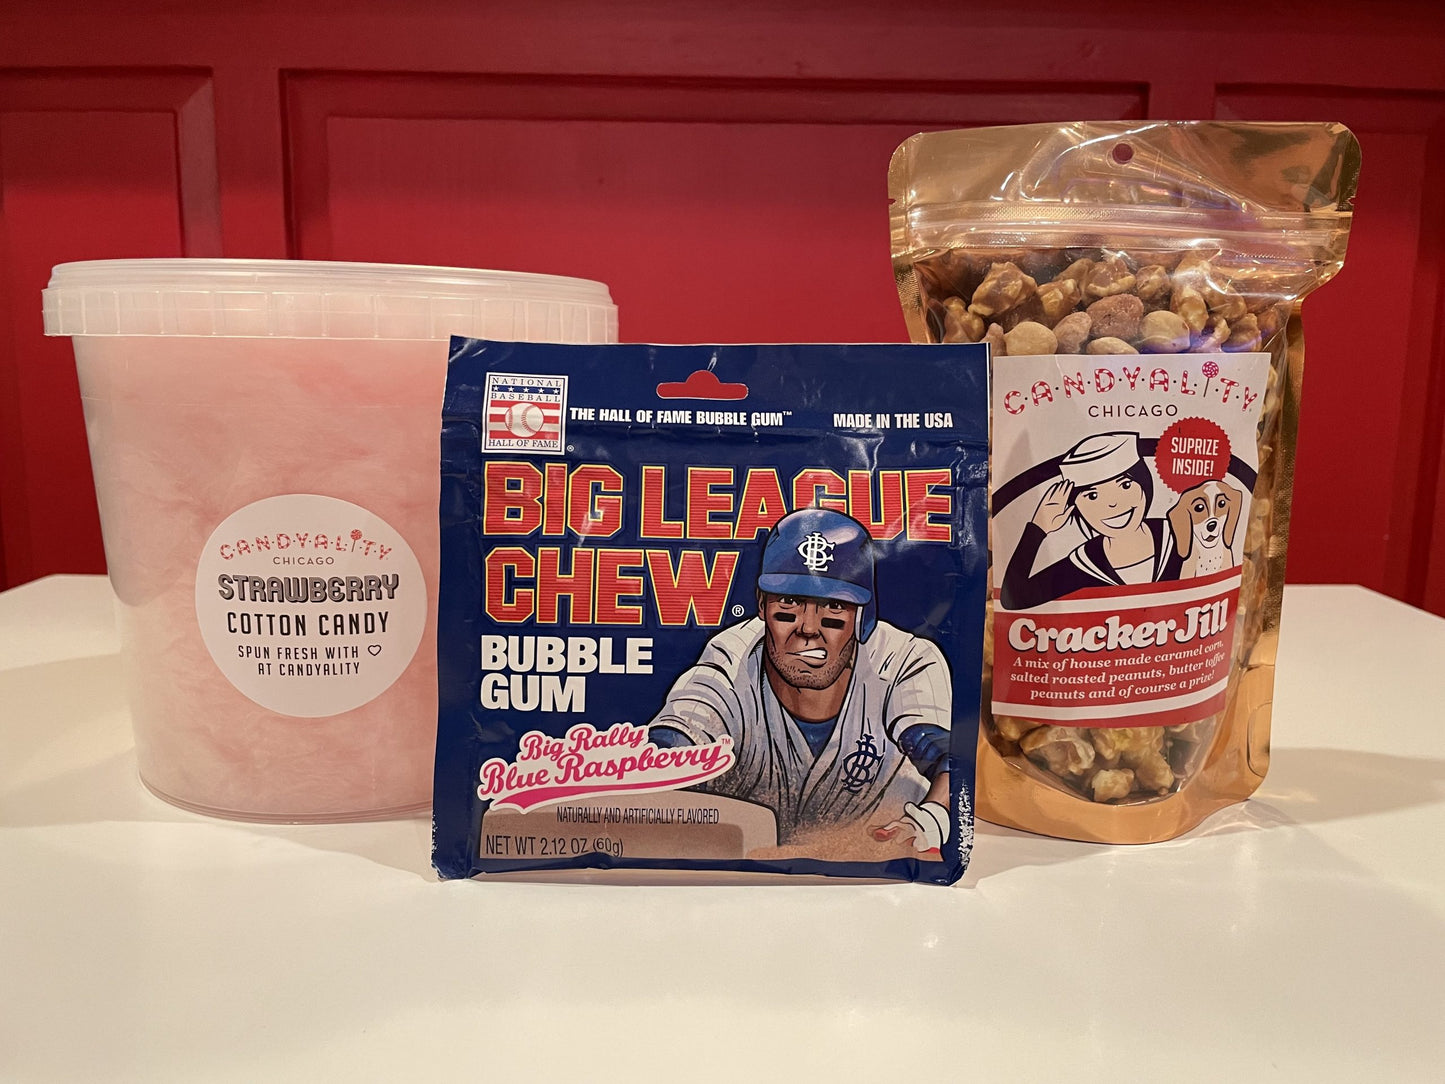 CANDYALITY
CHICAGO
STRAWBERRY
COTTON CANDY
SPUN FRESH WITH
AT CANDYALITY
NATIONAL
BASEBALL
HALL OF FAME
®
THE HALL OF FAME BUBBLE GUM™
MADE IN THE USA
BIG LEAGUE
CHEW®
BUBBLE
GUM
Big Rally
Blue Raspberry™
NATURALLY AND ARTIFICIALLY FLAVORED
NET WT 2.12 OZ (60g)
CANDYALITY
CHICAGO
SUPRIZE
INSIDE!
Cracker Jill
A mix of house made caramel corn,
salted roasted peanuts, butter toffee
peanuts and of course a prize!